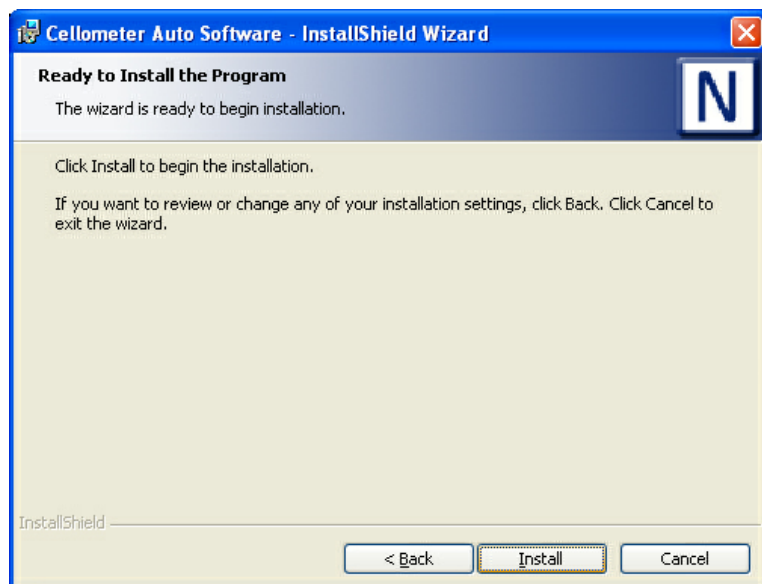 Cellometer Auto Software - InstallShield Wizard
Ready to Install the Program
The wizard is ready to begin installation.
N
Click Install to begin the installation.
If you want to review or change any of your installation settings, click Back. Click Cancel to
exit the wizard.
InstallShield
< Back
Install
Cancel